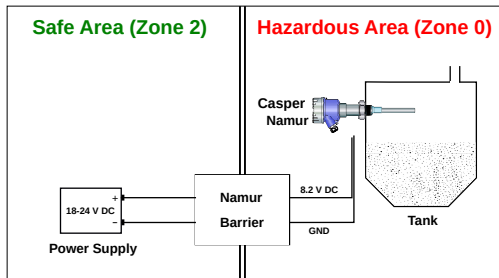 Safe Area (Zone 2)
Hazardous Area (Zone 0)
Casper
Namur
18-24 V DC
+
−
Power Supply
Namur
Barrier
8.2 V DC
GND
Tank